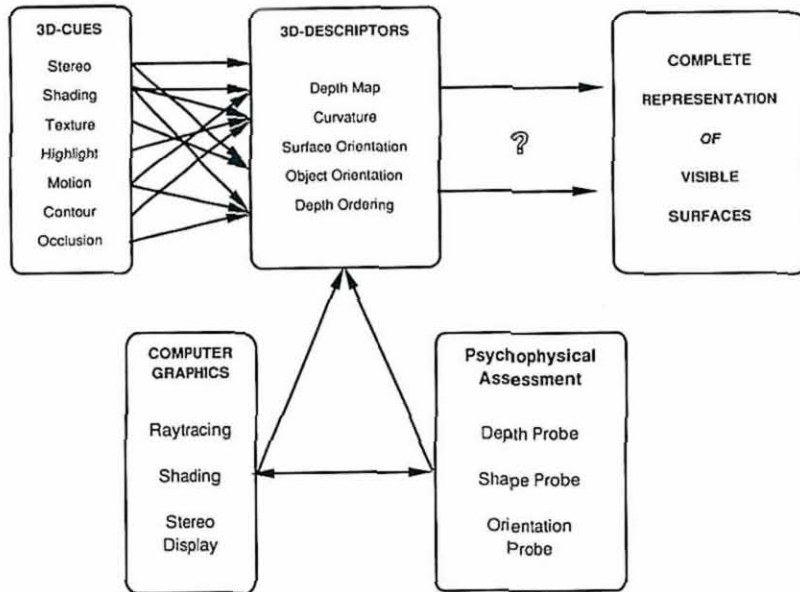 3D-CUES
Stereo
Shading
Texture
Highlight
Motion
Contour
Occlusion
3D-DESCRIPTORS
Depth Map
Curvature
Surface Orientation
Object Orientation
Depth Ordering
?
COMPLETE
REPRESENTATION
OF
VISIBLE
SURFACES
COMPUTER
GRAPHICS
Raytracing
Shading
Stereo
Display
Psychophysical
Assessment
Depth Probe
Shape Probe
Orientation
Probe